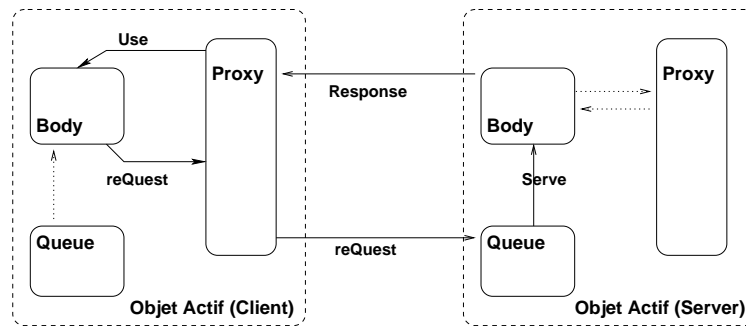 Use
Proxy
Body
reQuest
Queue
Objet Actif (Client)
Response
reQuest
Proxy
Body
Serve
Queue
Objet Actif (Server)